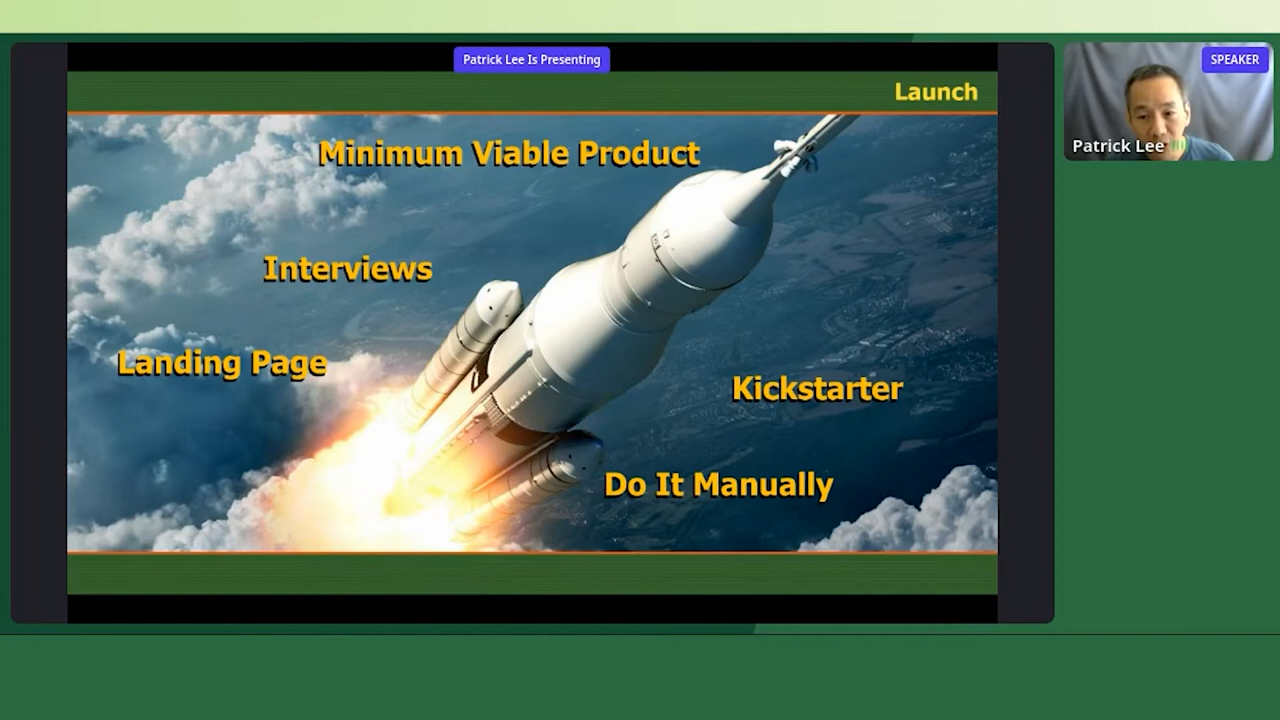 Patrick Lee Is Presenting
SPEAKER
Launch
Patrick Lee
Minimum Viable Product
Interviews
Landing Page
Kickstarter
Do It Manually